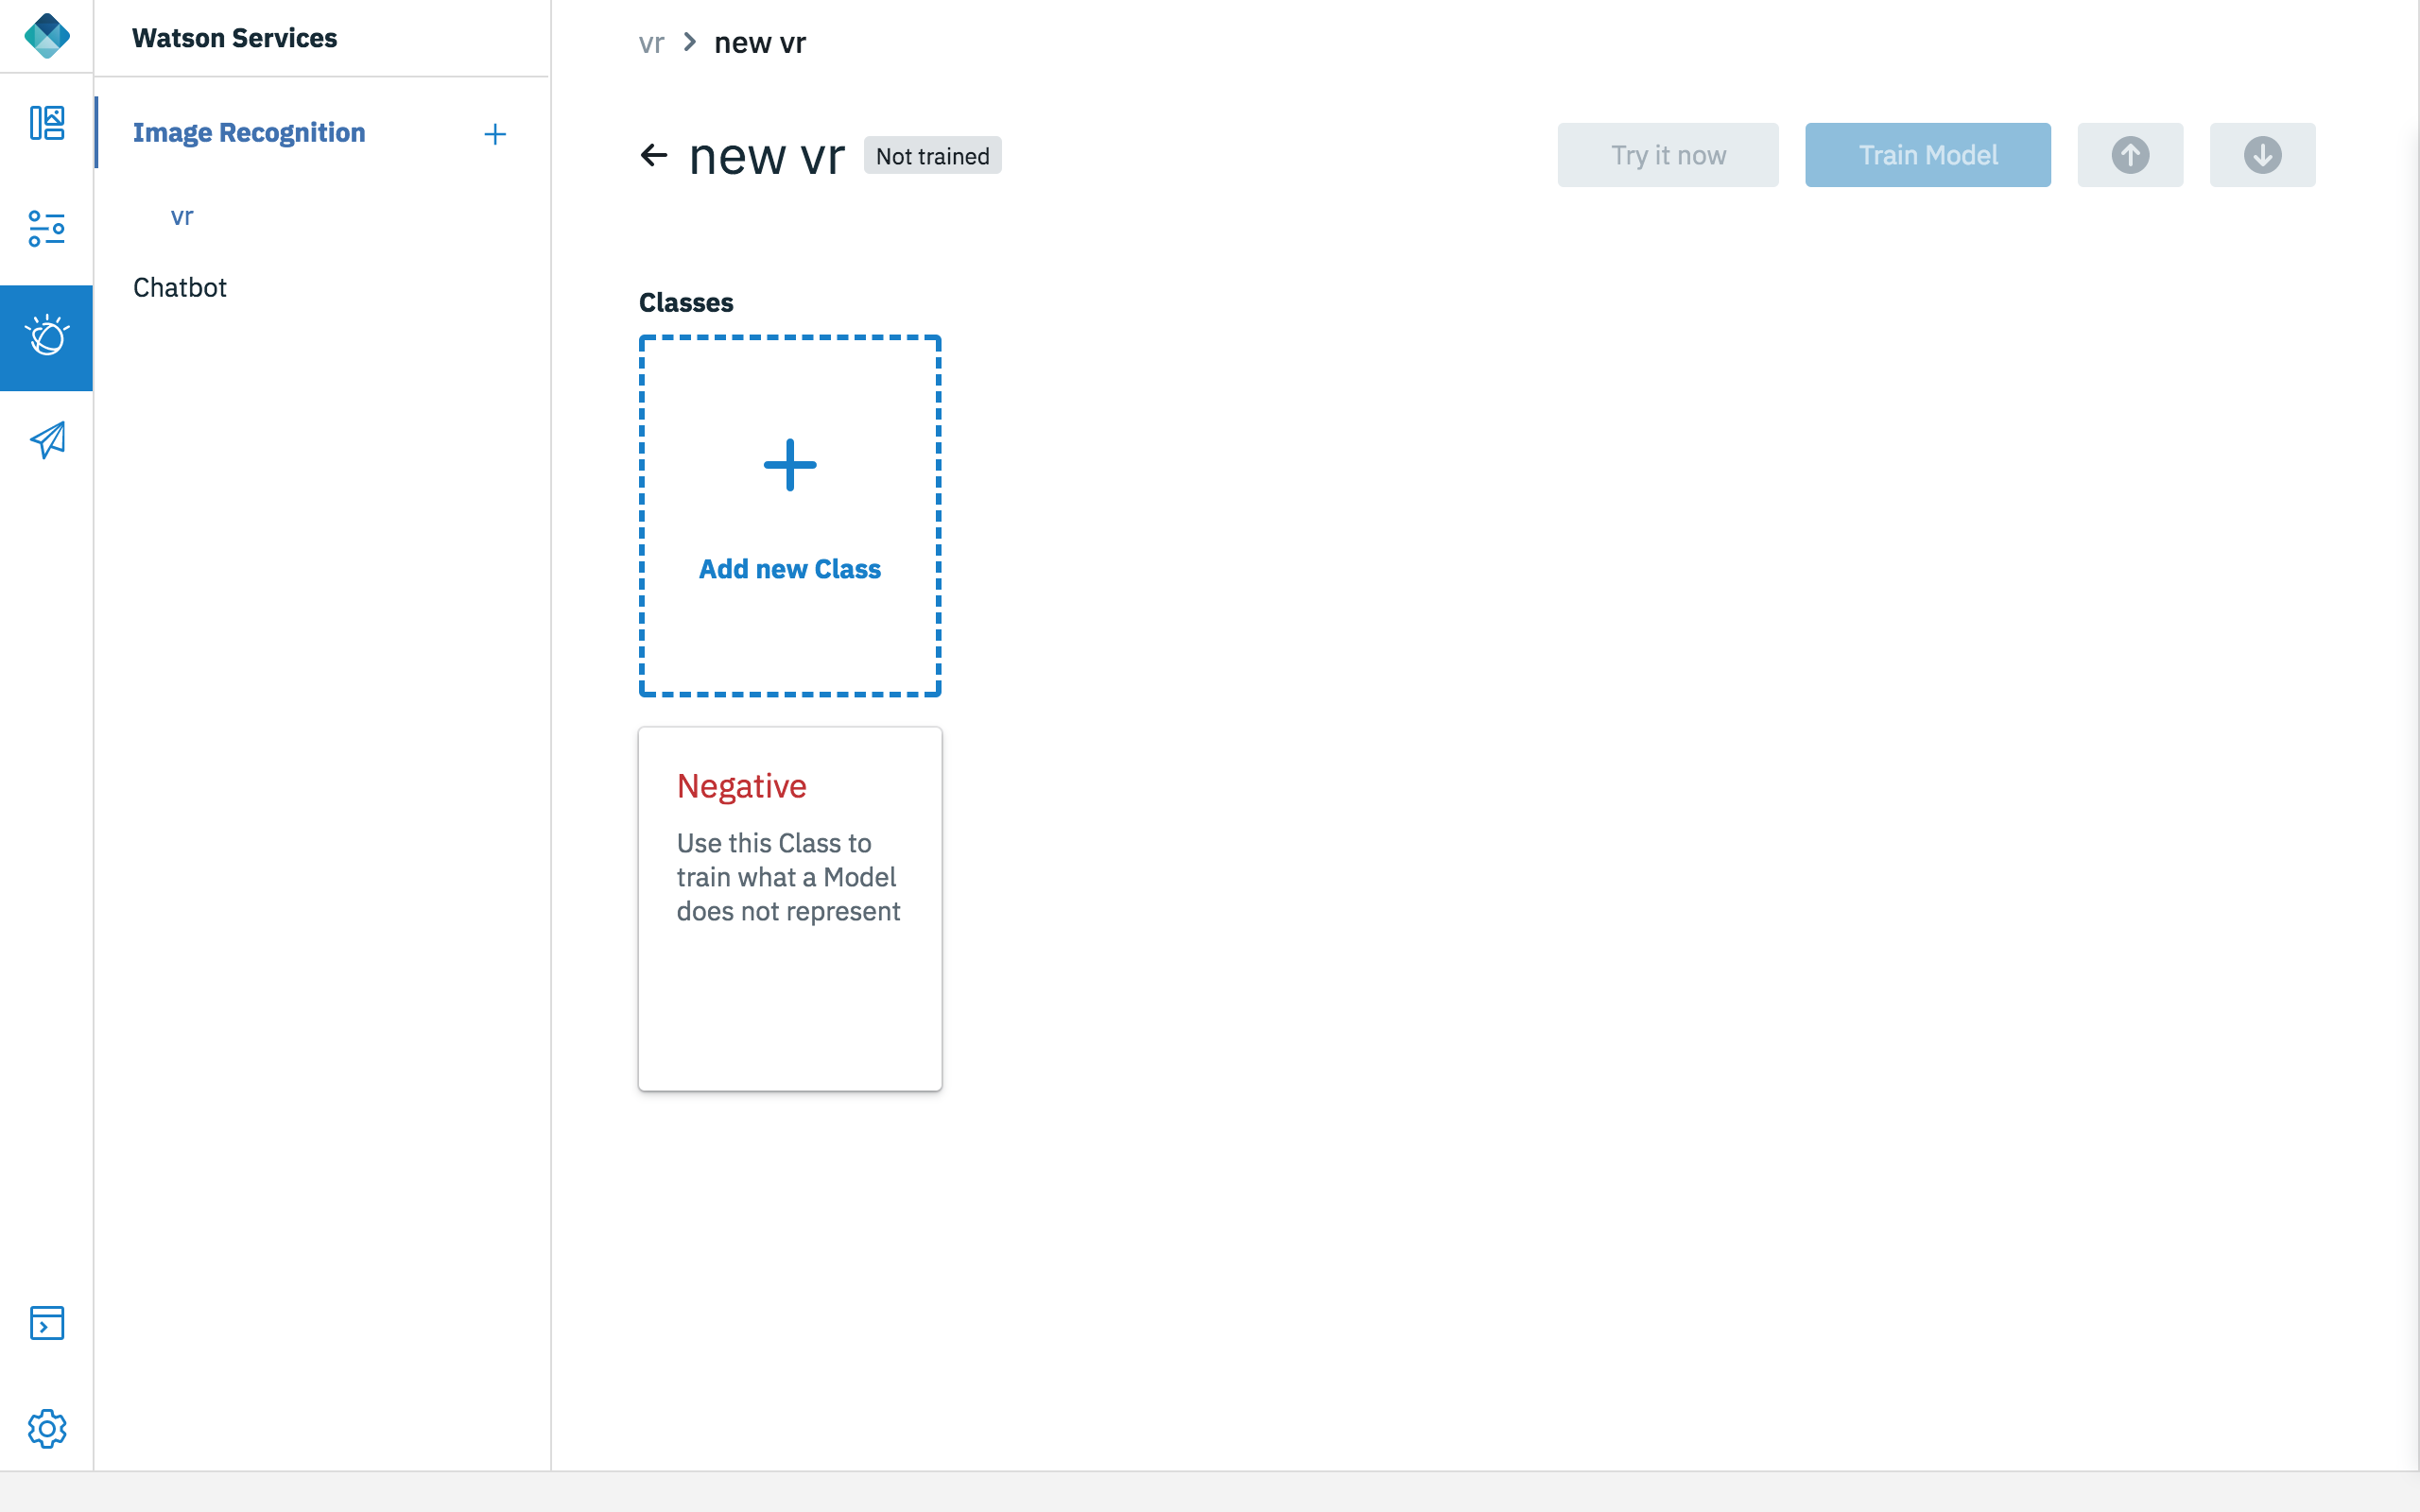 Watson Services
Image Recognition
vr
Chatbot
vr > new vr
new vr
Not trained
Try it now
Train Model
Classes
Add new Class
Negative
Use this Class to
train what a Model
does not represent